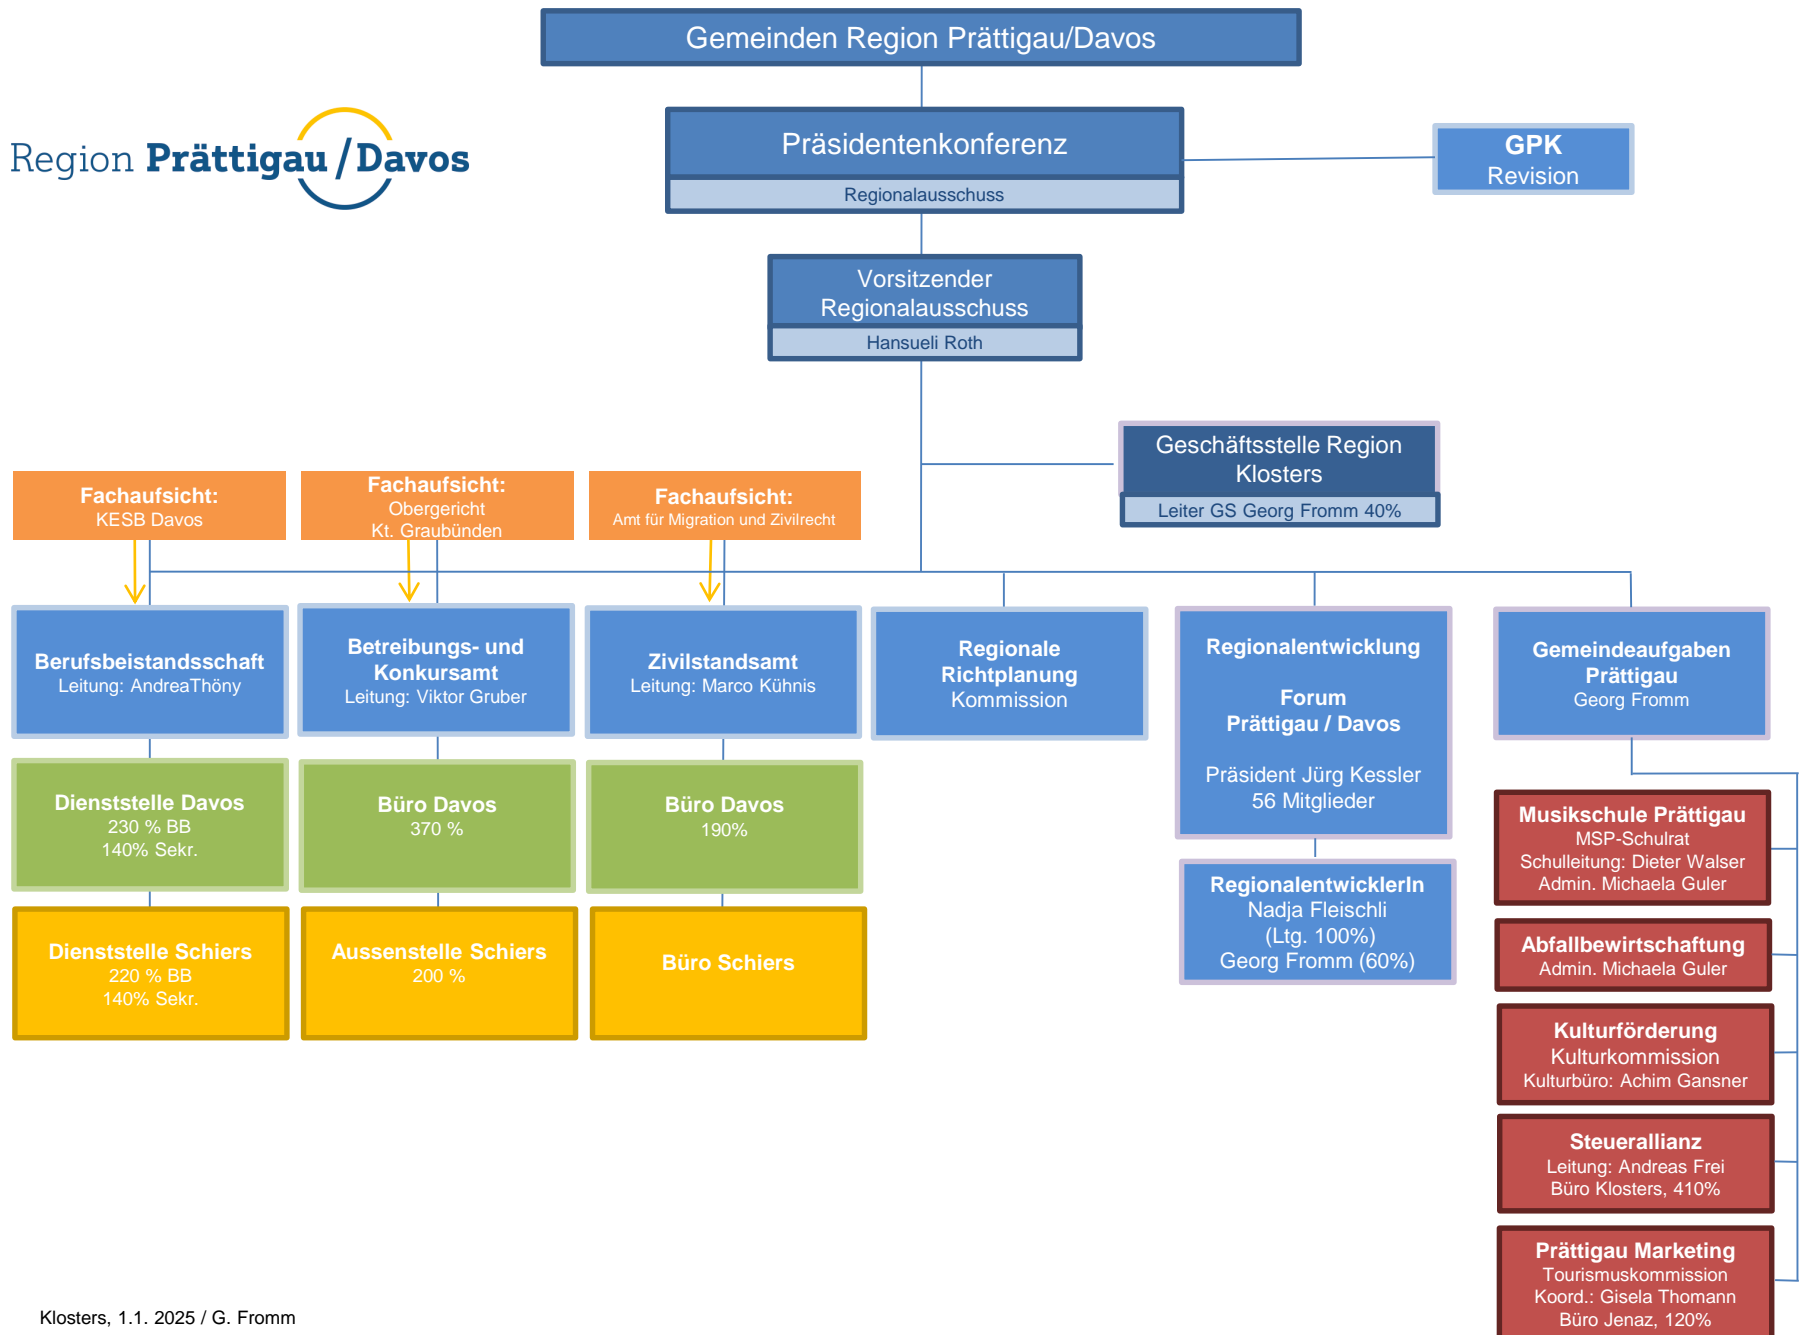 Gemeinden Region Prättigau/Davos
Region Prättigau / Davos
Präsidentenkonferenz
Regionalausschuss
GPK
Revision
Vorsitzender
Regionalausschuss
Hansueli Roth
Geschäftsstelle Region
Klosters
Leiter GS Georg Fromm 40%
Fachaufsicht:
KESB Davos
Fachaufsicht:
Obergericht
Kt. Graubünden
Fachaufsicht:
Amt für Migration und Zivilrecht
Berufsbeistandsschaft
Leitung: AndreaThöny
Betreibungs- und
Konkursamt
Leitung: Viktor Gruber
Zivilstandsamt
Leitung: Marco Kühnis
Regionale
Richtplanung
Kommission
Regionalentwicklung
Forum
Prättigau / Davos
Präsident Jürg Kessler
56 Mitglieder
Gemeindeaufgaben
Prättigau
Georg Fromm
Dienststelle Davos
230 % BB
140% Sekr.
Büro Davos
370 %
Büro Davos
190%
Dienststelle Schiers
220 % BB
140% Sekr.
Aussenstelle Schiers
200 %
Büro Schiers
RegionalentwicklerIn
Nadja Fleischli
(Ltg. 100%)
Georg Fromm (60%)
Musikschule Prättigau
MSP-Schulrat
Schulleitung: Dieter Walser
Admin. Michaela Guler
Abfallbewirtschaftung
Admin. Michaela Guler
Kulturförderung
Kulturkommission
Kulturbüro: Achim Gansner
Steuerallianz
Leitung: Andreas Frei
Büro Klosters, 410%
Prättigau Marketing
Tourismuskommission
Koord.: Gisela Thomann
Büro Jenaz, 120%
Klosters, 1.1. 2025 / G. Fromm